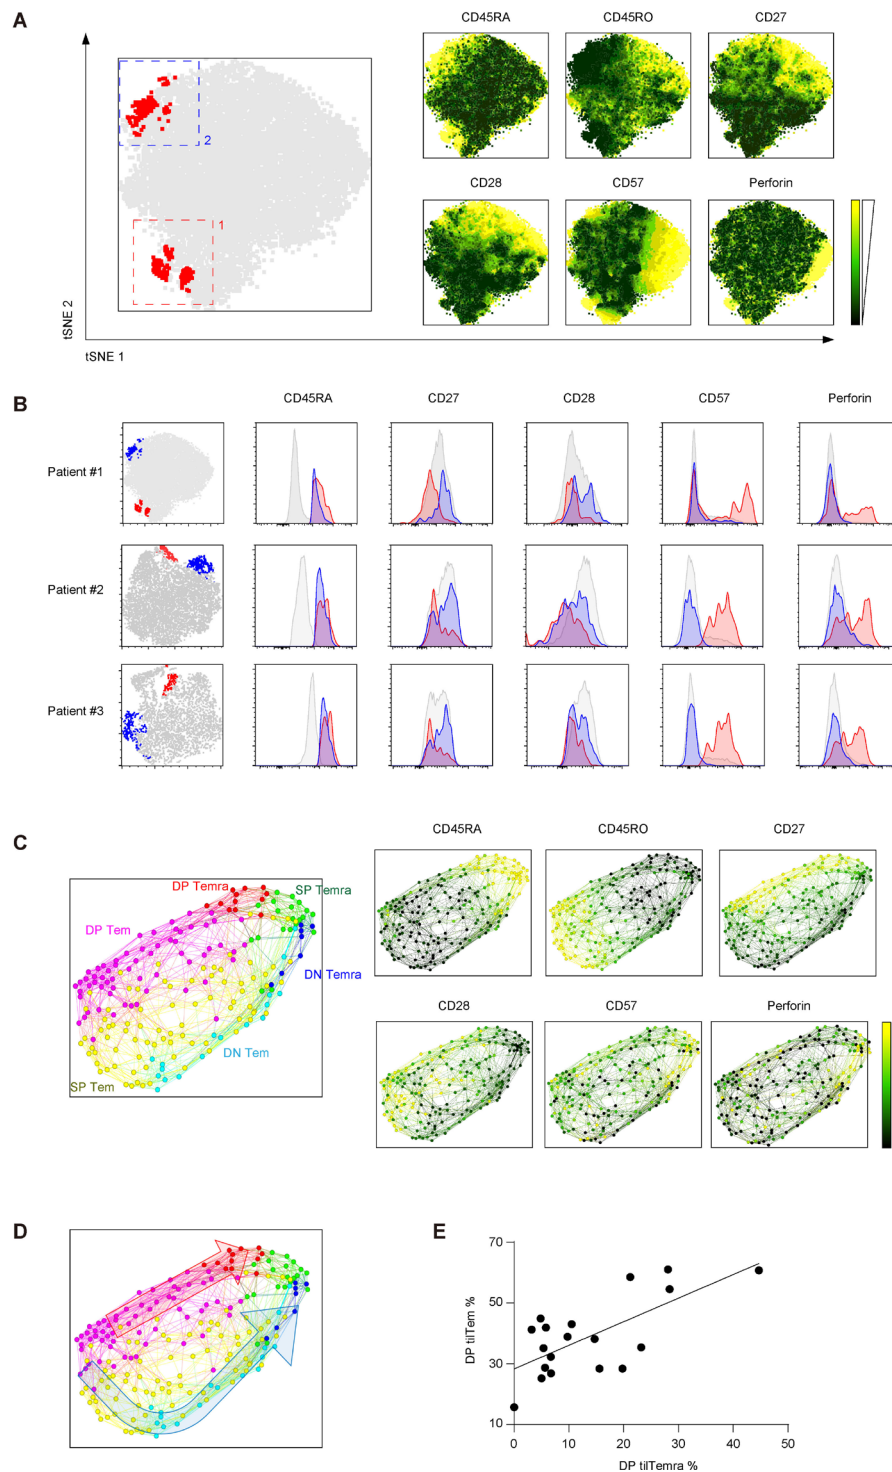 A
CD45RA
CD45RO
CD27
2
1
CD28
CD57
Perforin
tSNE 2
tSNE 1
B
CD45RA
CD27
CD28
CD57
Perforin
Patient #1
Patient #2
Patient #3
C
CD45RA
CD45RO
CD27
DP Temra
SP Temra
DP Tem
DN Temra
DN Tem
SP Tem
CD28
CD57
Perforin
D
E
70
50
30
10
DP tilTem %
0
10
20
30
40
50
DP tilTemra %